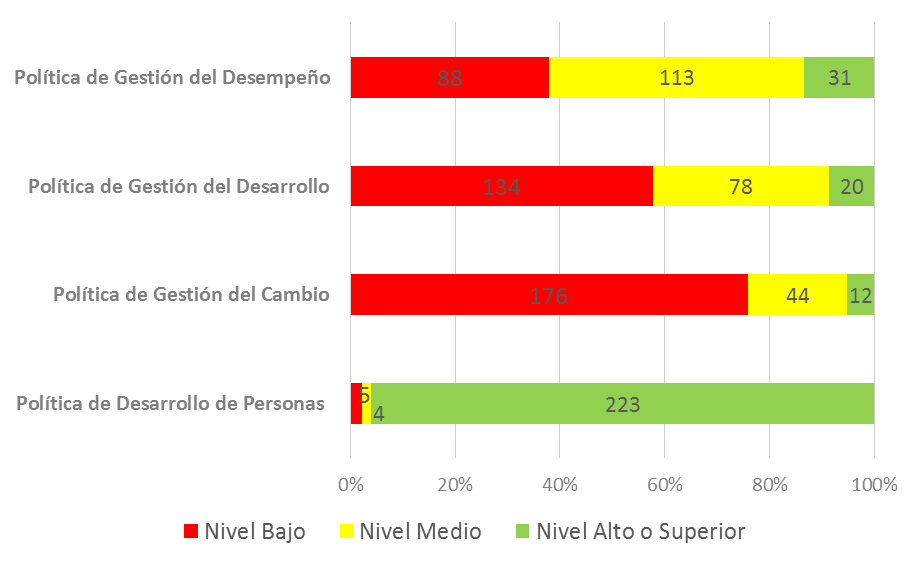 Política de Gestión del Desempeño
88 113 31
Política de Gestión del Desarrollo
134 78 20
Política de Gestión del Cambio
176 44 12
Política de Desarrollo de Personas
5 4 223
0% 20% 40% 60% 80% 100%
Nivel Bajo Nivel Medio Nivel Alto o Superior